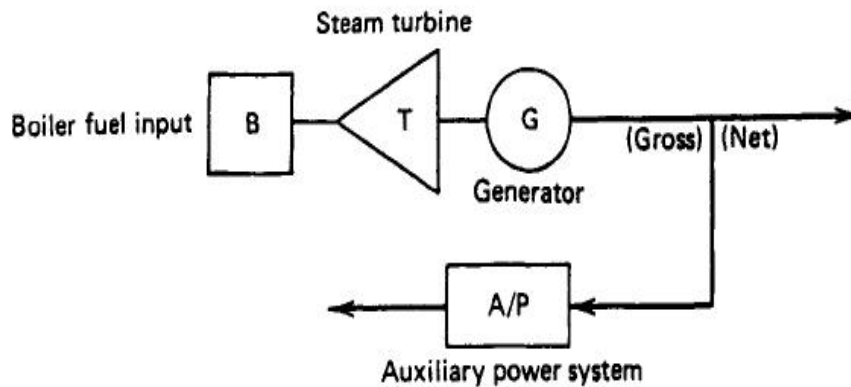 Steam turbine
Boiler fuel input
B
T
G
(Gross) (Net)
Generator
A/P
Auxiliary power system